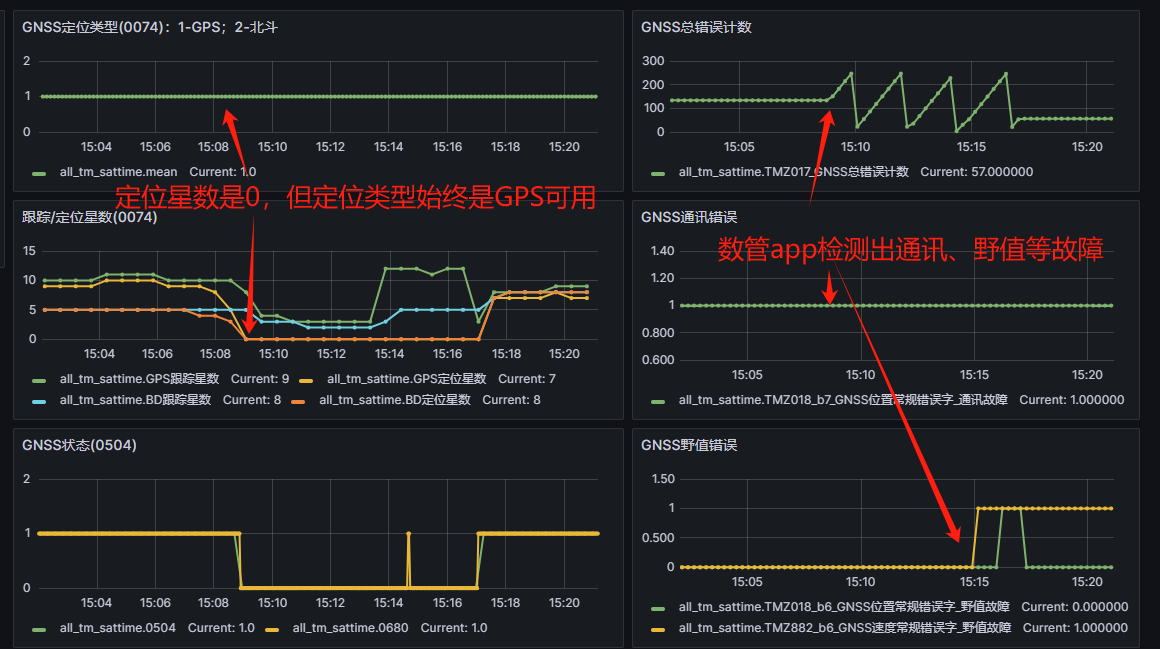 GNSS定位类型(0074)：1-GPS；2-北斗
2
1
0
15:04 15:06 15:08 15:10 15:12 15:14 15:16 15:18 15:20
all_tm_sattime.mean Current: 1.0
GNSS总错误计数
300
200
100
0
15:05 15:10 15:15 15:20
all_tm_sattime.TMZ017_GNSS总错误计数 Current: 57.000000
定位星数是0，但定位类型始终是GPS可用
跟踪/定位星数(0074)
15
10
5
0
15:04 15:06 15:08 15:10 15:12 15:14 15:16 15:18 15:20
all_tm_sattime.GPS跟踪星数 Current: 9 all_tm_sattime.GPS定位星数 Current: 7
all_tm_sattime.BD跟踪星数 Current: 8 all_tm_sattime.BD定位星数 Current: 8
GNSS通讯错误
数管app检测出通讯、野值等故障
1.40
1.20
1
0.800
0.600
15:05 15:10 15:15 15:20
all_tm_sattime.TMZ018_b7_GNSS位置常规错误字_通讯故障 Current: 1.000000
GNSS状态(0504)
2
1
0
15:04 15:06 15:08 15:10 15:12 15:14 15:16 15:18 15:20
all_tm_sattime.0504 Current: 1.0 all_tm_sattime.0680 Current: 1.0
GNSS野值错误
1.50
1
0.500
0
15:05 15:10 15:15 15:20
all_tm_sattime.TMZ018_b6_GNSS位置常规错误字_野值故障 Current: 0.000000
all_tm_sattime.TMZ882_b6_GNSS速度常规错误字_野值故障 Current: 1.000000